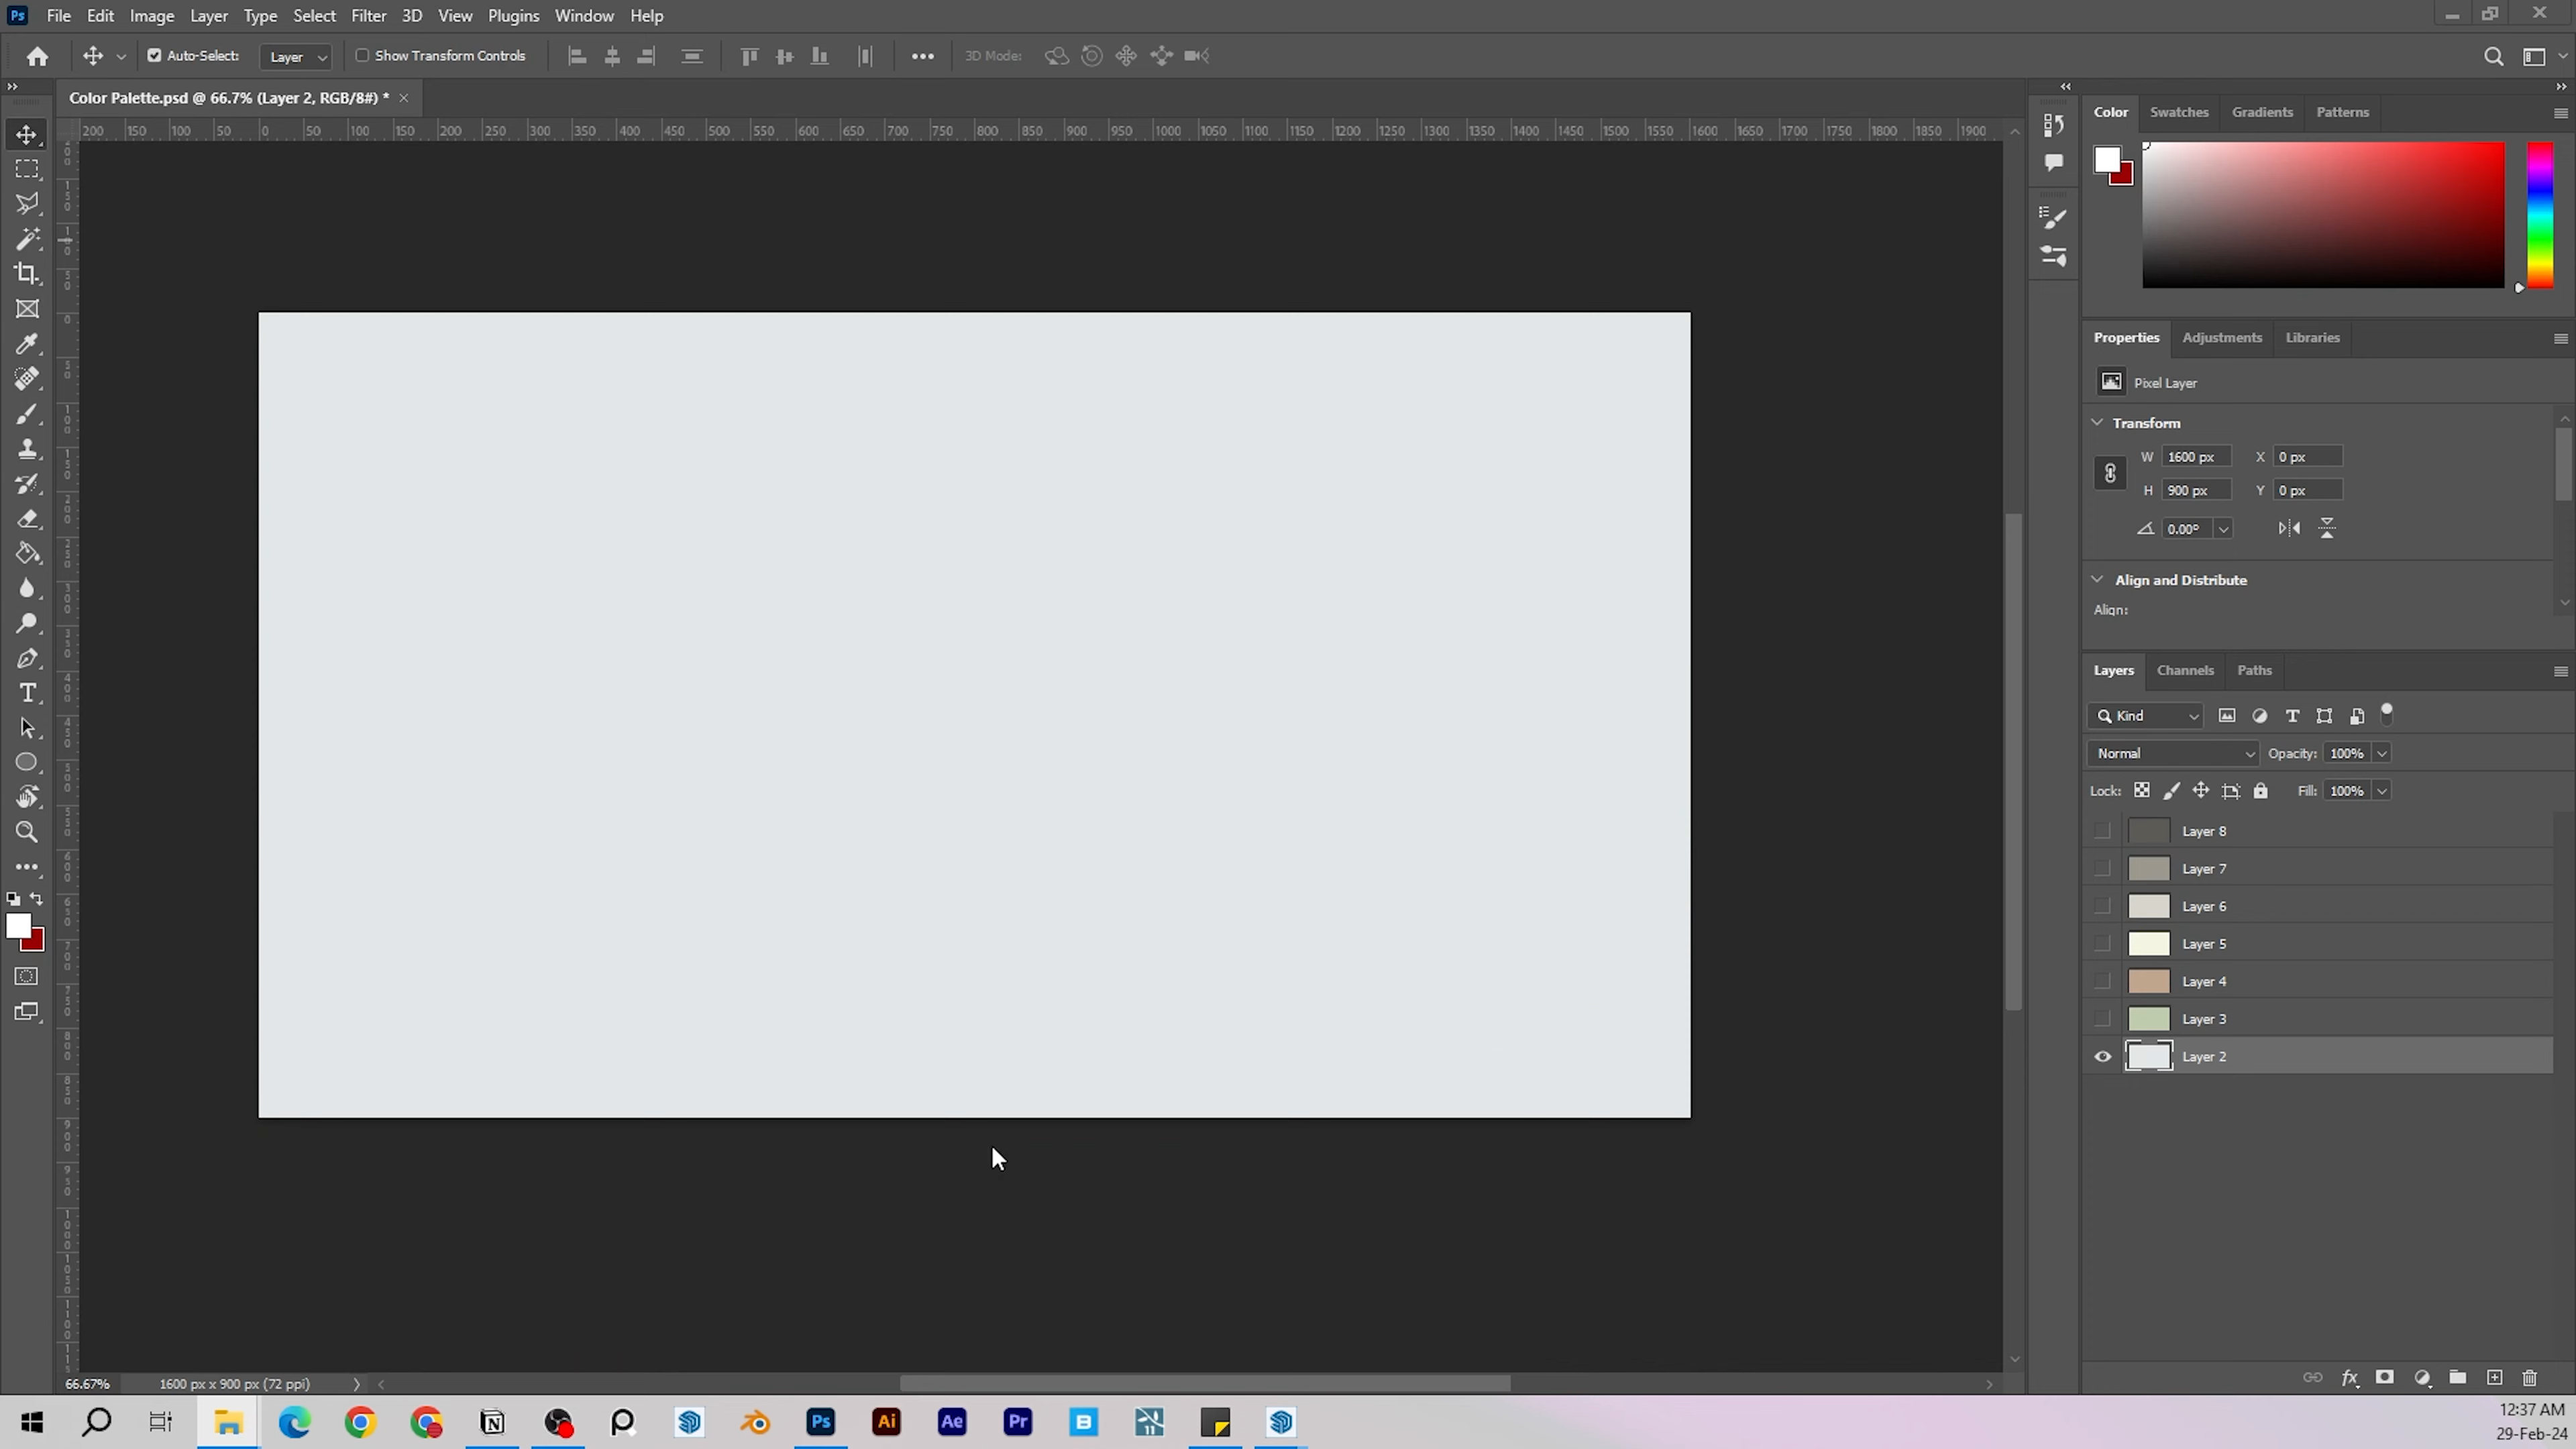 Ps File Edit Image Layer Type Select Filter 3D View Plugins Window Help
Auto-Select: Layer Show Transform Controls 3D Mode:
Color Palette.psd @ 66.7% (Layer 2, RGB/8#) * ×
200 150 100 50 0 50 100 150 200 250 300 350 400 450 500 550 600 650 700 750 800 850 900 950 1000 1050 1100 1150 1200 1250 1300 1350 1400 1450 1500 1550 1600 1650 1700 1750 1800 1850 1900
Color Swatches Gradients Patterns
Properties Adjustments Libraries
Pixel Layer
Transform
W 1600 px X 0 px
H 900 px Y 0 px
0.00°
Align and Distribute
Align:
Layers Channels Paths
Kind
Normal Opacity: 100%
Lock: Fill: 100%
Layer 8
Layer 7
Layer 6
Layer 5
Layer 4
Layer 3
Layer 2
66.67% 1600 px x 900 px (72 ppi)
Ps Ai Ae Pr B
12:37 AM
29-Feb-24